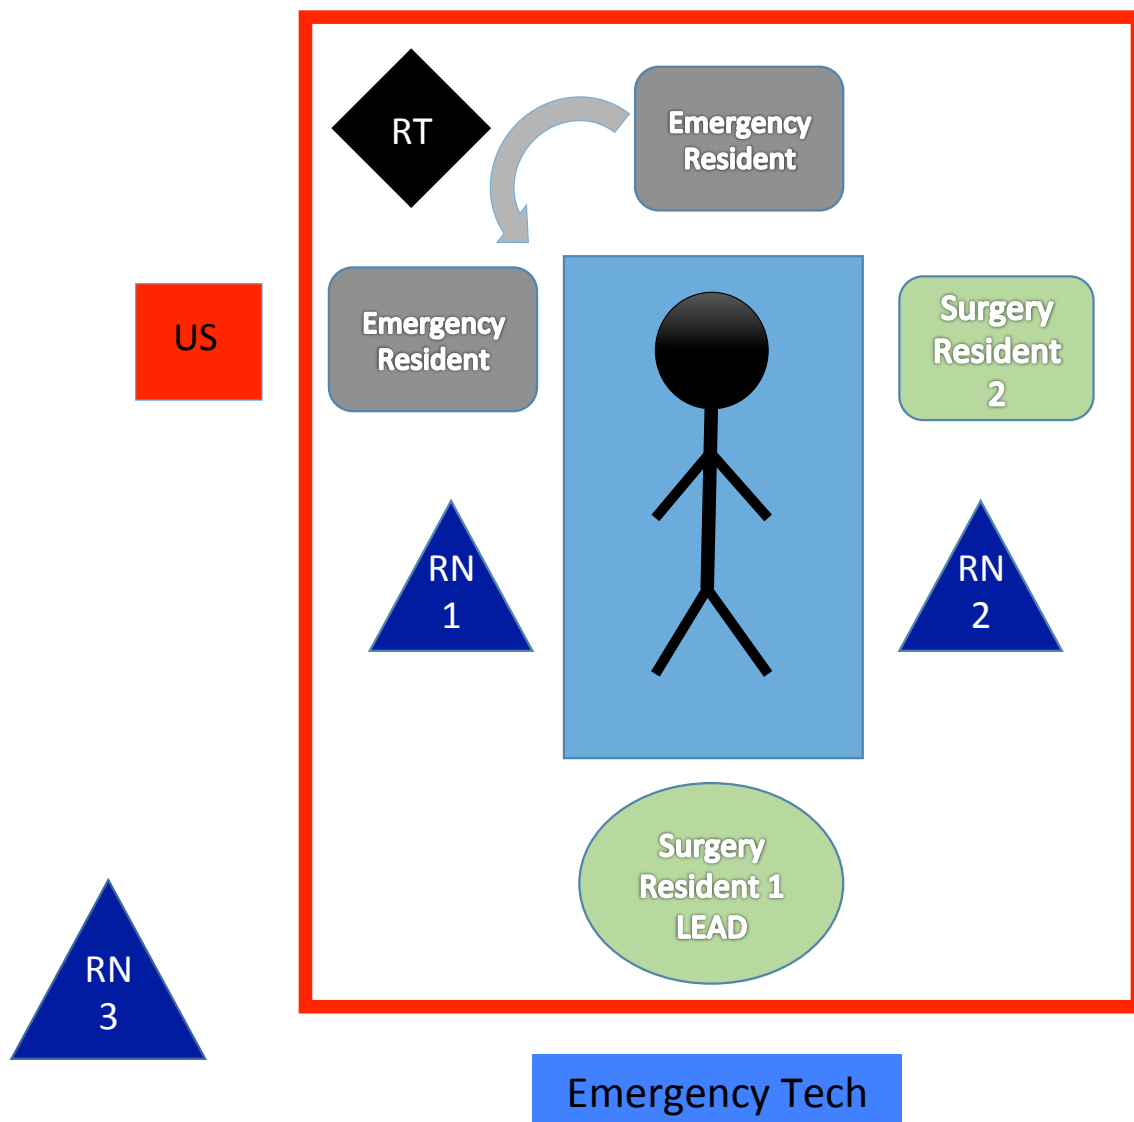 RT
Emergency
Resident
US
Emergency
Resident
Surgery
Resident
2
RN
1
RN
2
Surgery
Resident 1
LEAD
RN
3
Emergency Tech